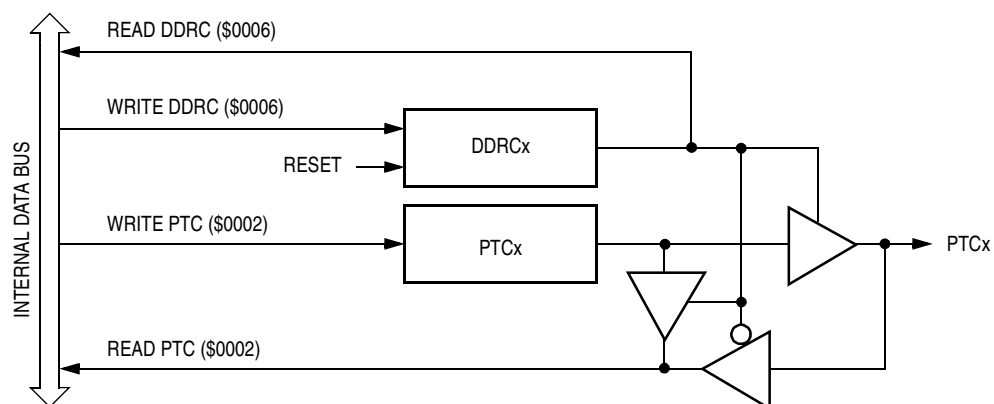 READ DDRC ($0006)
WRITE DDRC ($0006)
DDRCx
RESET
INTERNAL DATA BUS
WRITE PTC ($0002)
PTCx
PTCx
READ PTC ($0002)